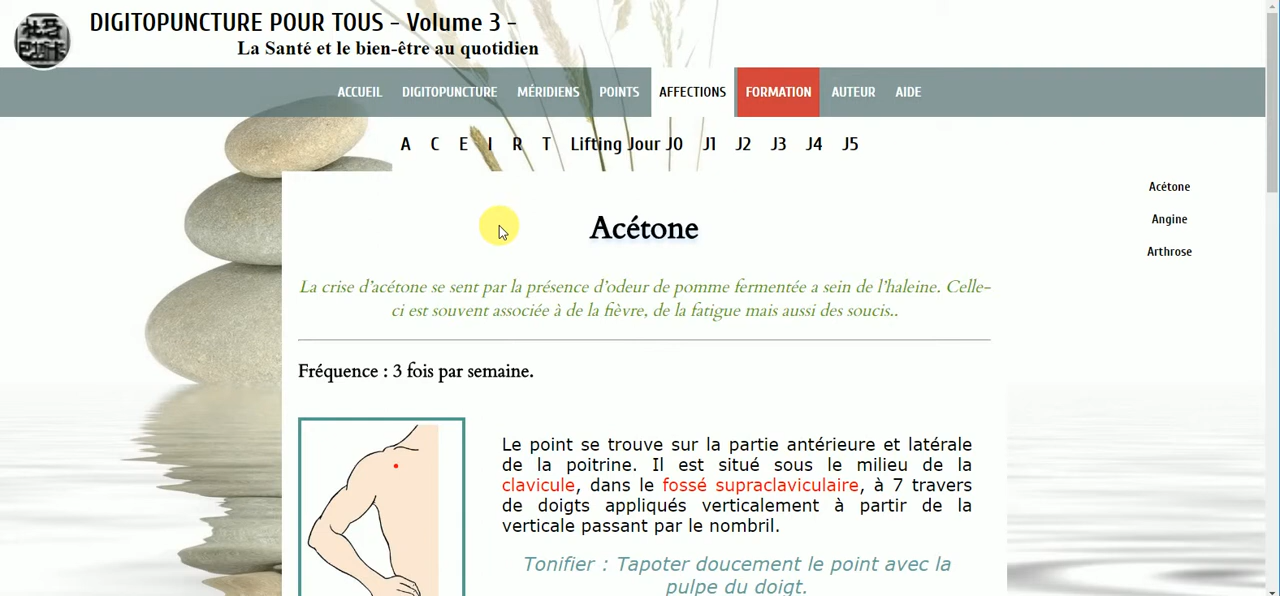 DIGITOPUNCTURE POUR TOUS - Volume 3 -
La Santé et le bien-être au quotidien
ACCUEIL DIGITOPUNCTURE MÉRIDIENS POINTS AFFECTIONS FORMATION AUTEUR AIDE
A C E I R T Lifting Jour J0 J1 J2 J3 J4 J5
Acétone
Angine
Arthrose
Acétone
La crise d'acétone se sent par la présence d'odeur de pomme fermentée a sein de l'haleine. Celle-
ci est souvent associée à de la fièvre, de la fatigue mais aussi des soucis..
Fréquence : 3 fois par semaine.
Le point se trouve sur la partie antérieure et latérale
de la poitrine. Il est situé sous le milieu de la
clavicule, dans le fossé supraclaviculaire, à 7 travers
de doigts appliqués verticalement à partir de la
verticale passant par le nombril.
Tonifier : Tapoter doucement le point avec la
pulpe du doigt.